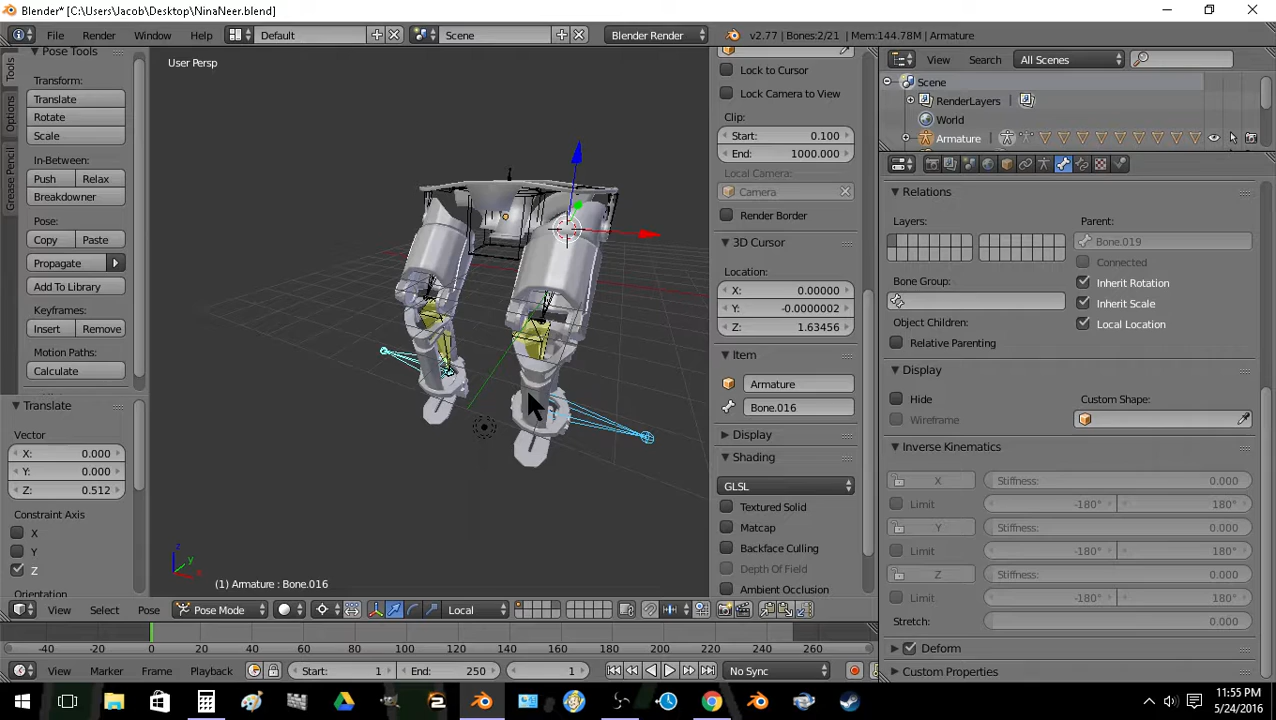 Blender* [C:\Users\Jacob\Desktop\NinaNeer.blend]
File Render Window Help Default Scene Blender Render v2.77 | Bones:2/21 | Mem:144.78M | Armature
Tools
Options
Grease Pencil
Pose Tools
Transform:
Translate
Rotate
Scale
In-Between:
Push Relax
Breakdowner
Pose:
Copy Paste
Propagate
Add To Library
Keyframes:
Insert Remove
Motion Paths:
Calculate
Translate
Vector
X: 0.000
Y: 0.000
Z: 0.512
Constraint Axis
X
Y
Z
Orientation
User Persp
(1) Armature : Bone.016
View Select Pose Pose Mode Local
Lock to Cursor
Lock Camera to View
Clip:
Start: 0.100
End: 1000.000
Local Camera:
Camera
Render Border
3D Cursor
Location:
X: 0.00000
Y: -0.0000002
Z: 1.63456
Item
Armature
Bone.016
Display
Shading
GLSL
Textured Solid
Matcap
Backface Culling
Depth Of Field
Ambient Occlusion
View Search All Scenes
Scene
RenderLayers
World
Armature
Relations
Layers: Parent:
Bone.019
Connected
Bone Group: Inherit Rotation
Inherit Scale
Object Children: Local Location
Relative Parenting
Display
Hide Custom Shape:
Wireframe
Inverse Kinematics
X Stiffness: 0.000
Limit -180° 180°
Y Stiffness: 0.000
Limit -180° 180°
Z Stiffness: 0.000
Limit -180° 180°
Stretch: 0.000
Deform
Custom Properties
-40 -20 0 20 40 60 80 100 120 140 160 180 200 220 240 260
View Marker Frame Playback Start: 1 End: 250 1 No Sync
11:55 PM
5/24/2016